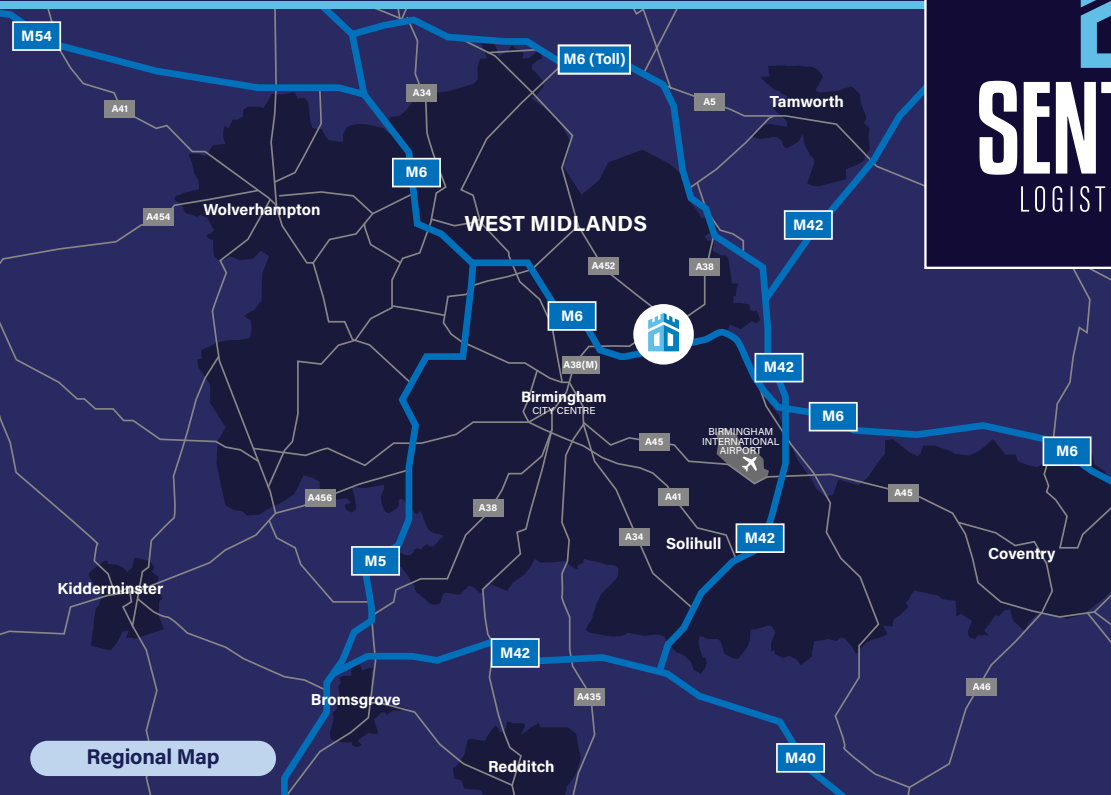 M54
M6 (Toll)
A34
A5
Tamworth
A41
SENT
LOGIST
M6
Wolverhampton
A454
WEST MIDLANDS
M42
A452
A38
M6
A38(M)
M42
Birmingham
CITY CENTRE
M6
BIRMINGHAM
INTERNATIONAL
AIRPORT
A45
M6
A456
A38
A41
A45
A34
Solihull
M42
Coventry
M5
Kidderminster
M42
A46
Bromsgrove
A435
Regional Map
Redditch
M40